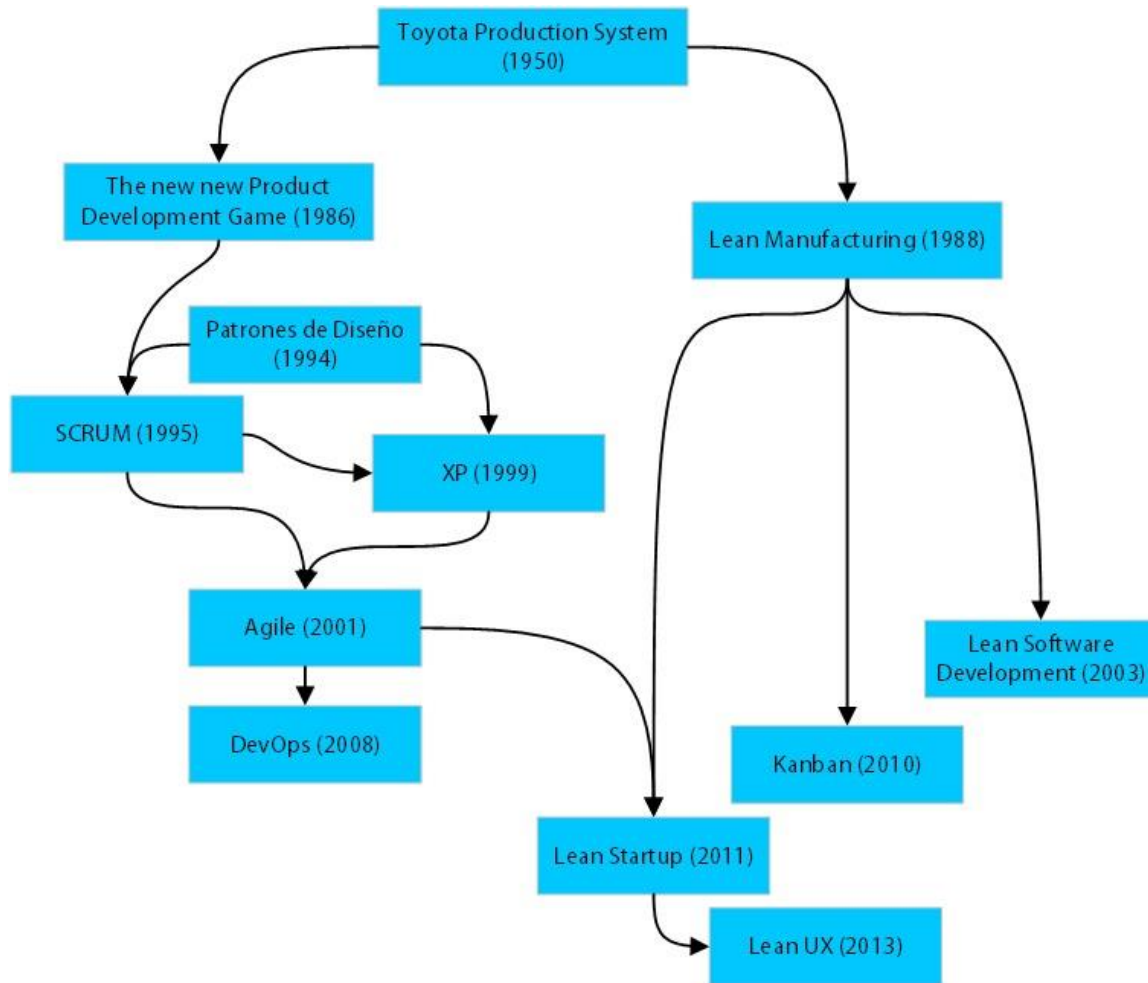 Toyota Production System
(1950)
The new new Product
Development Game (1986)
Lean Manufacturing (1988)
Patrones de Diseño
(1994)
SCRUM (1995)
XP (1999)
Agile (2001)
Lean Software
Development (2003)
DevOps (2008)
Kanban (2010)
Lean Startup (2011)
Lean UX (2013)